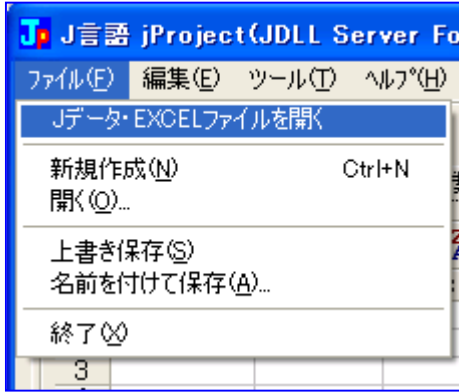 Jp J言語 jProject(JDLL Server Fo
ファイル(F) 編集(E) ツール(T) ヘルプ(H)
Jデータ・EXCELファイルを開く
新規作成(N) Ctrl+N
開く(O)...
上書き保存(S)
名前を付けて保存(A)...
終了(X)
3